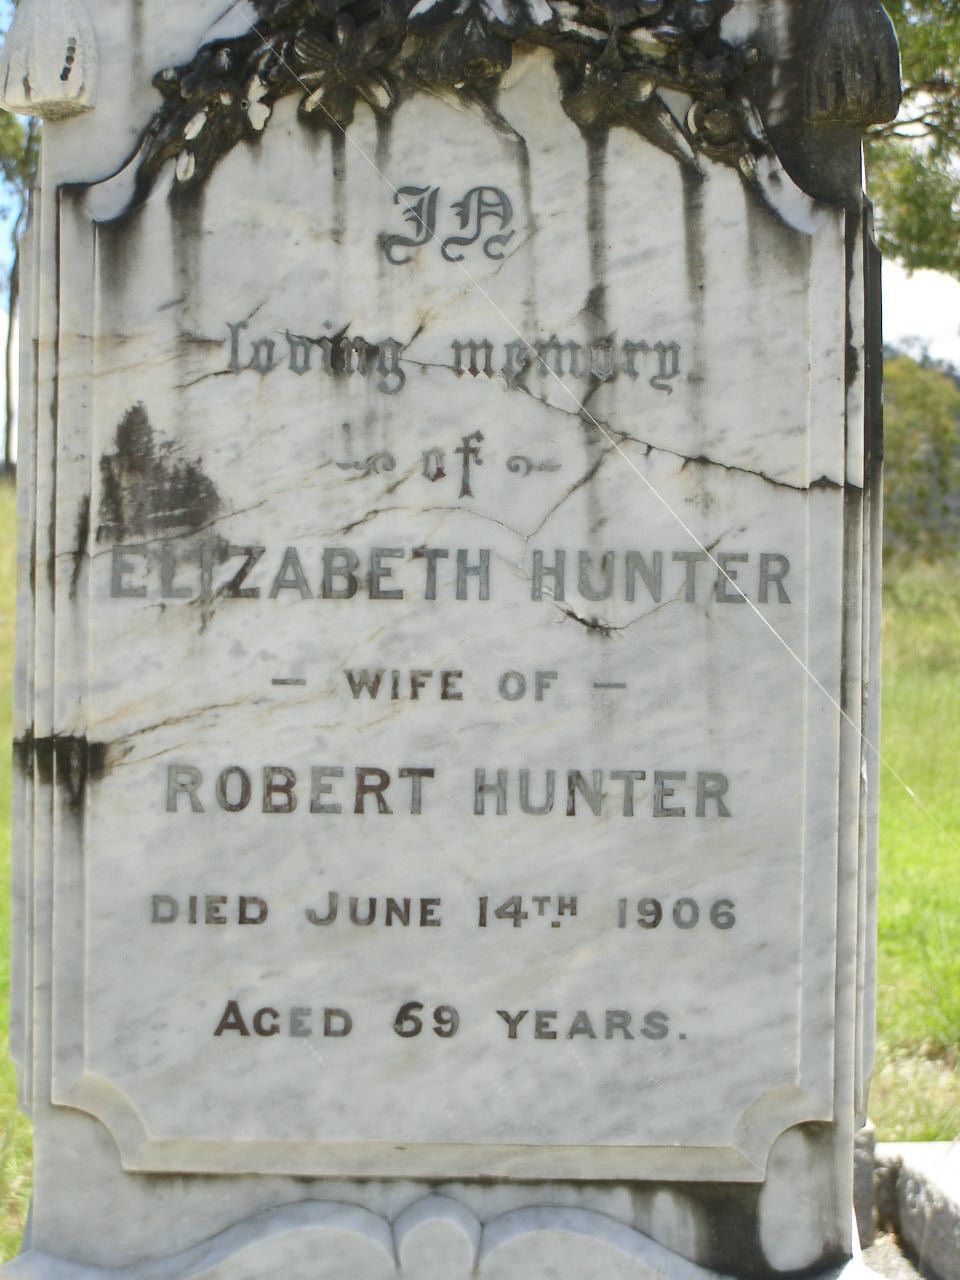 IN
loving memory
of
ELIZABETH HUNTER
— WIFE OF —
ROBERT HUNTER
DIED JUNE 14TH. 1906
AGED 69 YEARS.